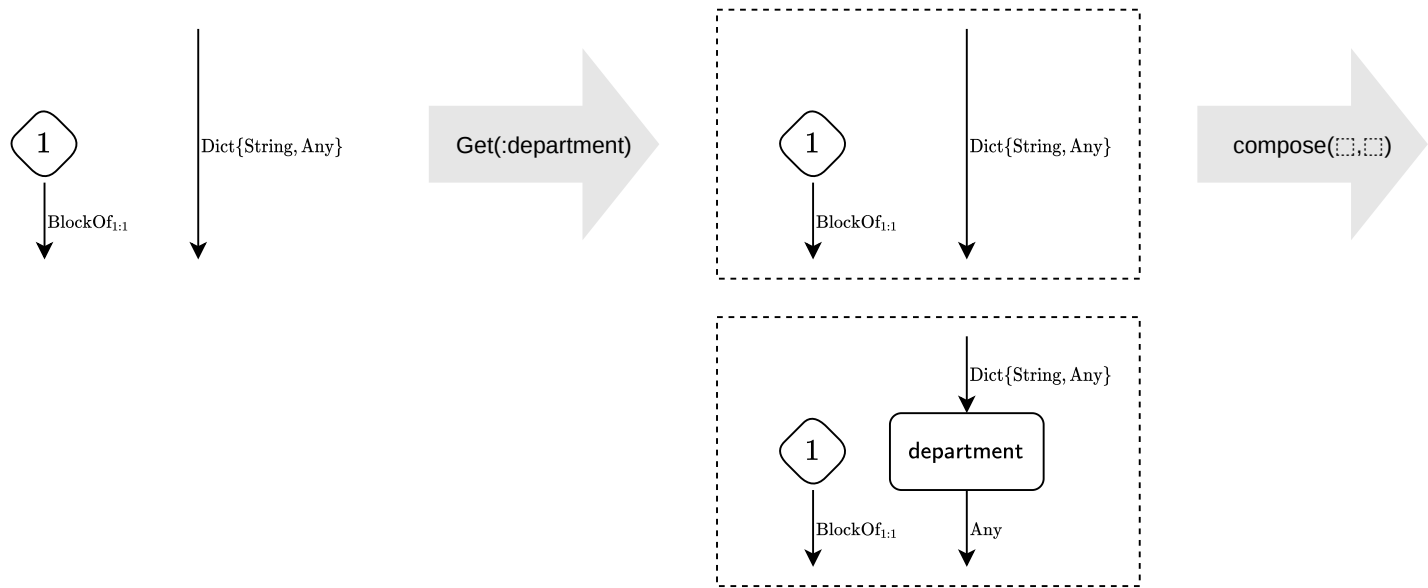 1
BlockOf1:1
Dict{String, Any}
Get(:department)
1
BlockOf1:1
Dict{String, Any}
compose(⬚,⬚)
Dict{String, Any}
1
department
BlockOf1:1
Any